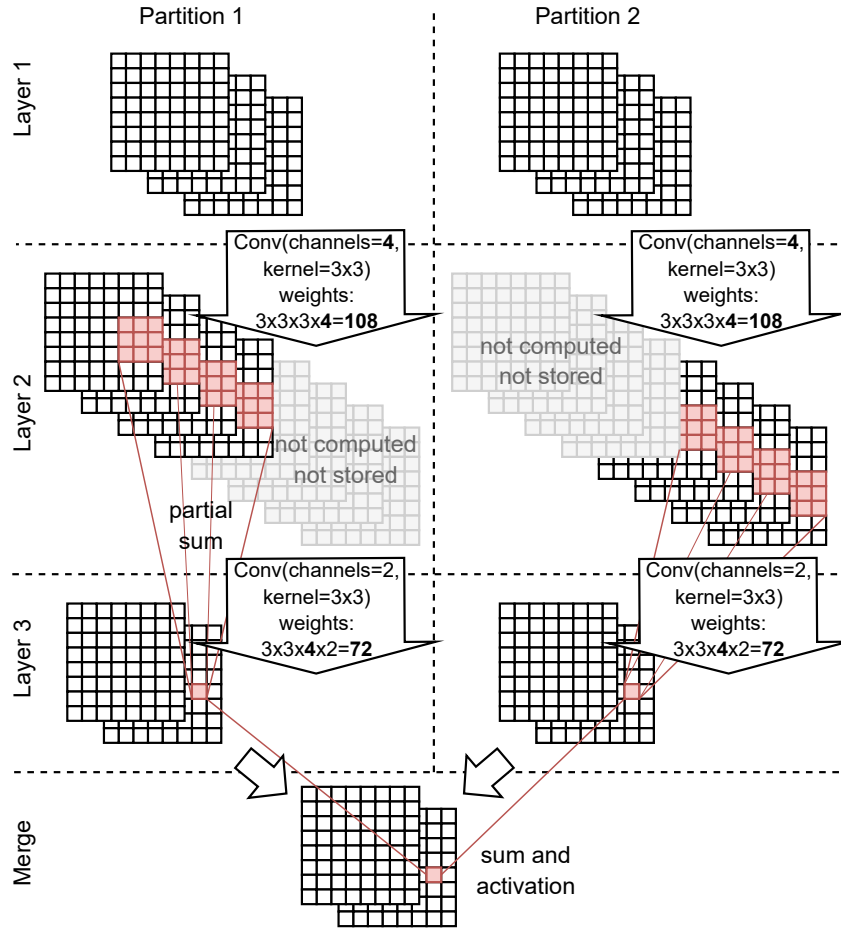 Partition 1
Partition 2
Layer 1
Conv(channels=4,
kernel=3x3)
weights:
3x3x3x4=108
Conv(channels=4,
kernel=3x3)
weights:
3x3x3x4=108
Layer 2
not computed
not stored
not computed
not stored
partial
sum
Conv(channels=2,
kernel=3x3)
weights:
3x3x4x2=72
Conv(channels=2,
kernel=3x3)
weights:
3x3x4x2=72
Layer 3
Merge
sum and
activation